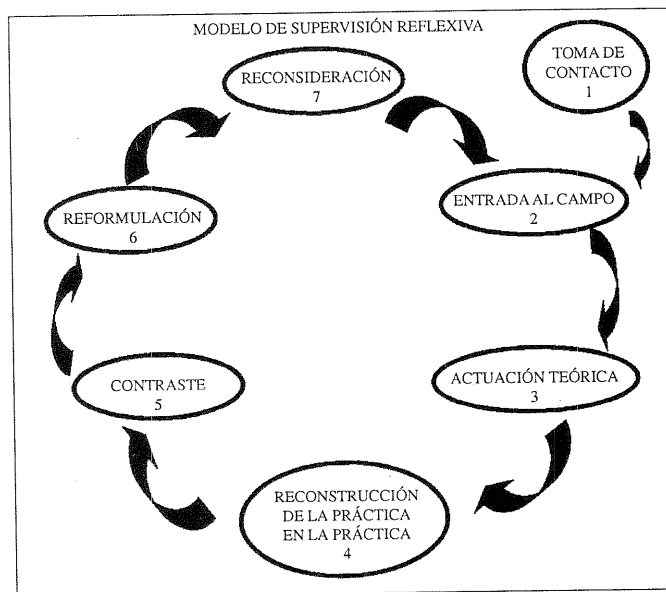 MODELO DE SUPERVISIÓN REFLEXIVA
TOMA DE
CONTACTO
1
RECONSIDERACIÓN
7
ENTRADA AL CAMPO
2
REFORMULACIÓN
6
ACTUACIÓN TEÓRICA
3
CONTRASTE
5
RECONSTRUCCIÓN
DE LA PRÁCTICA
EN LA PRÁCTICA
4